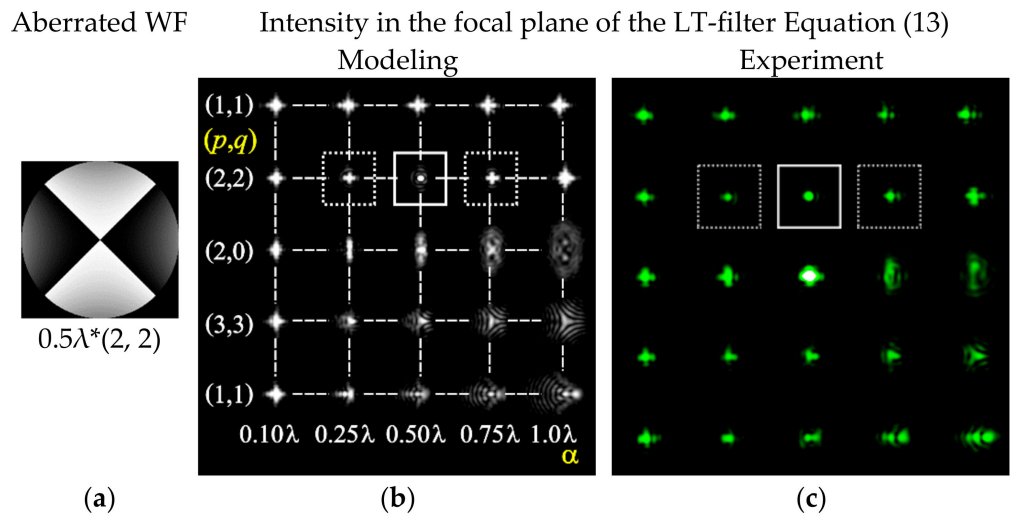 Aberrated WF
Intensity in the focal plane of the LT-filter Equation (13)
Modeling
Experiment
(1,1)
(p,q)
(2,2)
(2,0)
(3,3)
(1,1)
0.10λ 0.25λ 0.50λ 0.75λ 1.0λ
α
0.5λ*(2, 2)
(a)
(b)
(c)